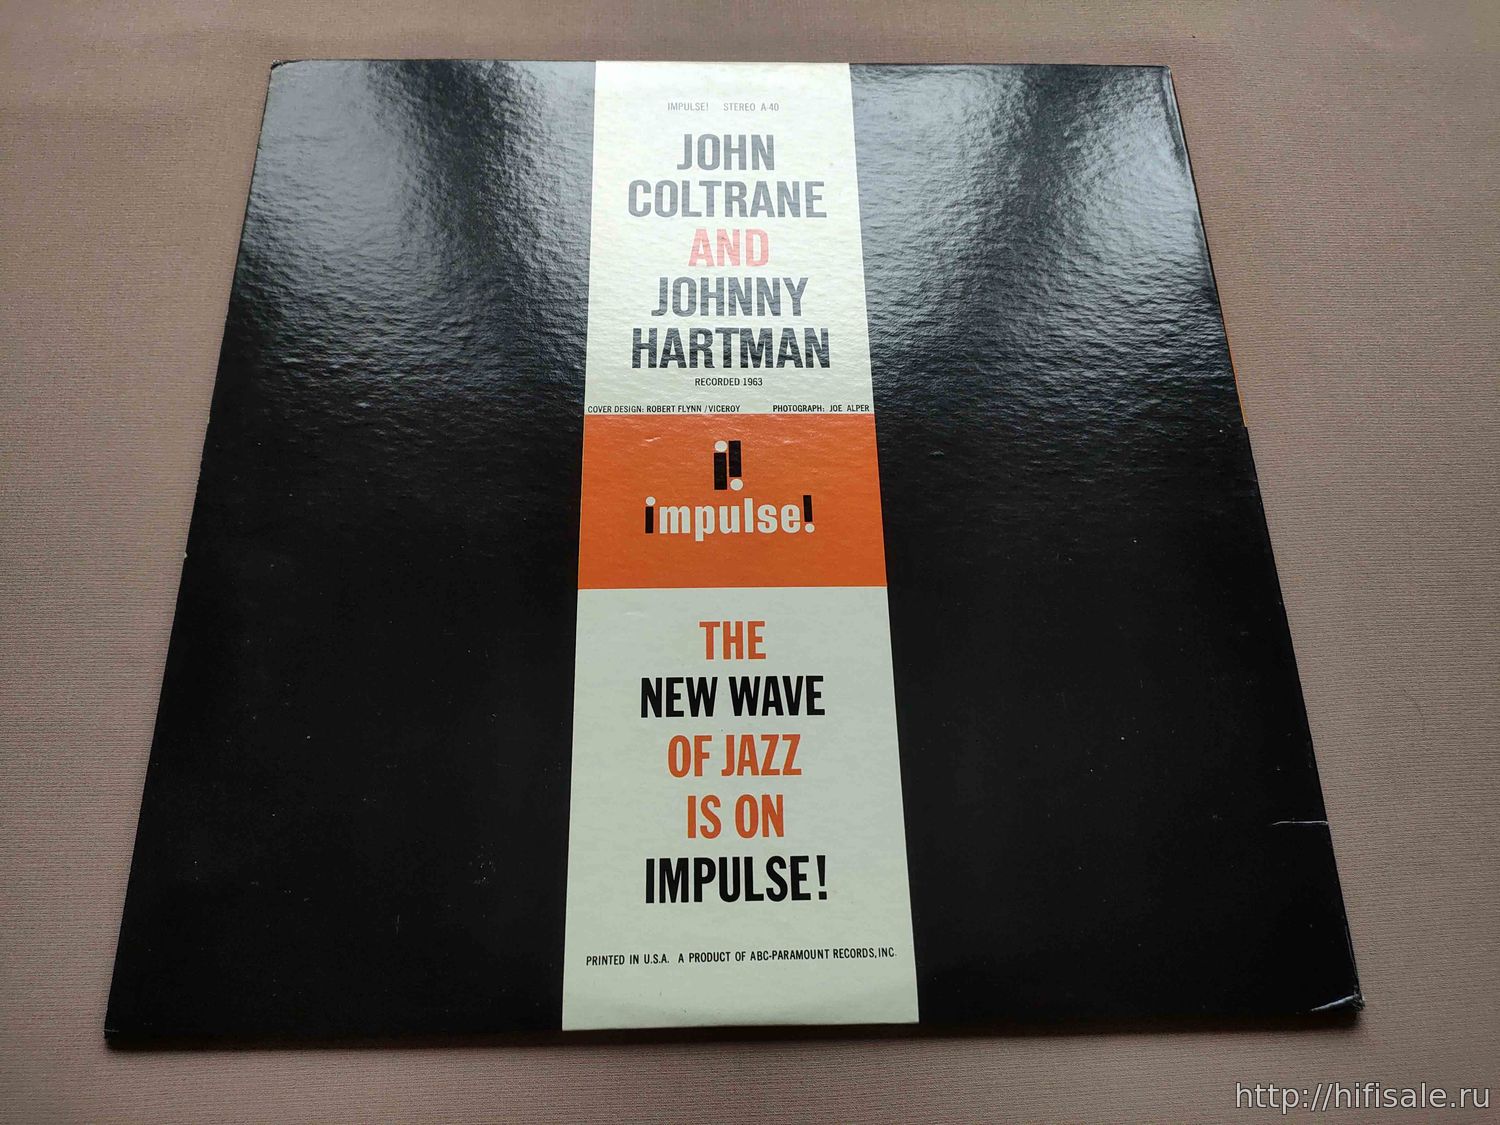 IMPULSE! STEREO A-40
JOHN
COLTRANE
AND
JOHNNY
HARTMAN
RECORDED 1963
COVER DESIGN: ROBERT FLYNN /VICEROY PHOTOGRAPH: JOE ALPER
i!
impulse!
THE
NEW WAVE
OF JAZZ
IS ON
IMPULSE!
PRINTED IN U.S.A. A PRODUCT OF ABC-PARAMOUNT RECORDS, INC.
http://hifisale.ru